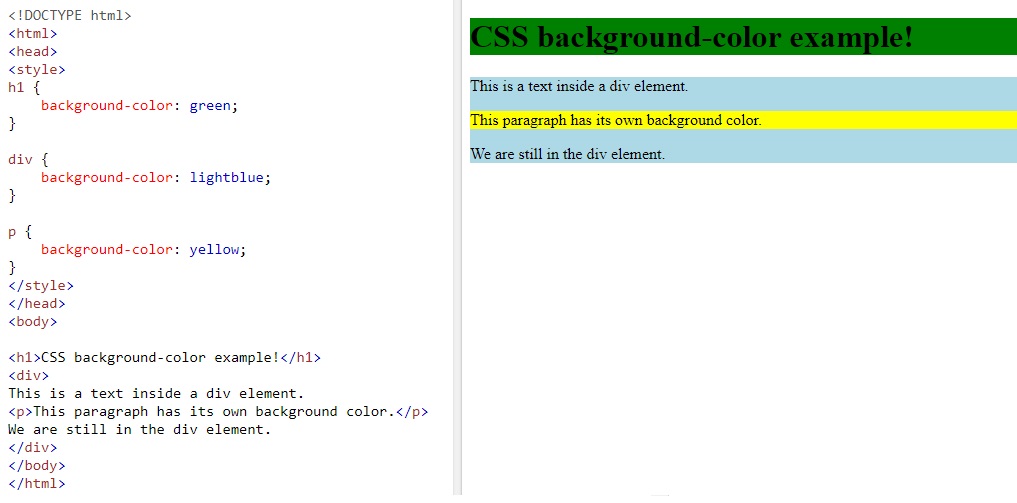 <!DOCTYPE html>
<html>
<head>
<style>
h1 {
    background-color: green;
}

div {
    background-color: lightblue;
}

p {
    background-color: yellow;
}
</style>
</head>
<body>

<h1>CSS background-color example!</h1>
<div>
This is a text inside a div element.
<p>This paragraph has its own background color.</p>
We are still in the div element.
</div>
</body>
</html>
CSS background-color example!
This is a text inside a div element.
This paragraph has its own background color.
We are still in the div element.